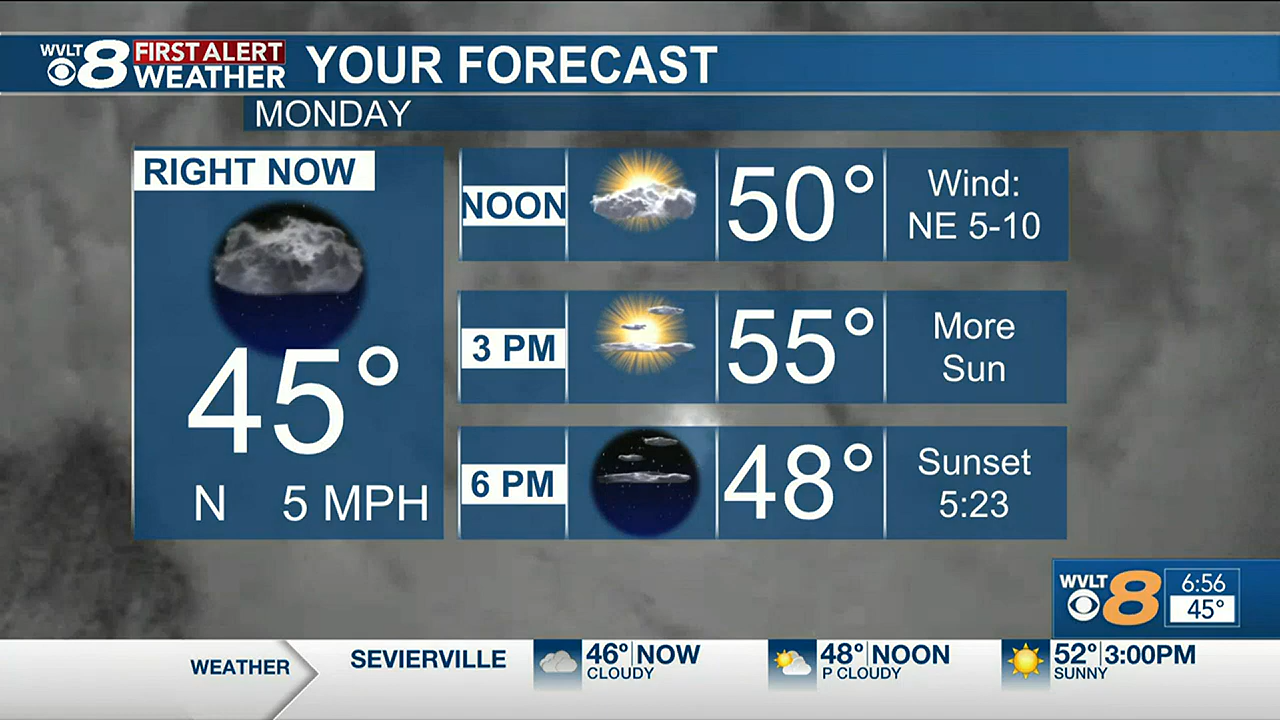 WVLT
8
FIRST ALERT
WEATHER
YOUR FORECAST
MONDAY
RIGHT NOW
45°
N 5 MPH
NOON
50°
Wind:
NE 5-10
3 PM
55°
More
Sun
6 PM
48°
Sunset
5:23
WVLT
8
6:56
45°
WEATHER
SEVIERVILLE
46° NOW
CLOUDY
48° NOON
P CLOUDY
52° 3:00PM
SUNNY